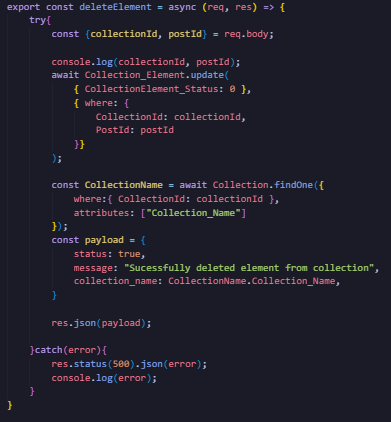 export const deleteElement = async (req, res) => {
    try{
        const {collectionId, postId} = req.body;

        console.log(collectionId, postId);
        await Collection_Element.update(
            { CollectionElement_Status: 0 },
            { where: {
                CollectionId: collectionId,
                PostId: postId
            }}
        );

        const CollectionName = await Collection.findOne({
            where:{ CollectionId: collectionId },
            attributes: ["Collection_Name"]
        });
        const payload = {
            status: true,
            message: "Sucessfully deleted element from collection",
            collection_name: CollectionName.Collection_Name,
        }

        res.json(payload);

    }catch(error){
        res.status(500).json(error);
        console.log(error);
    }
}